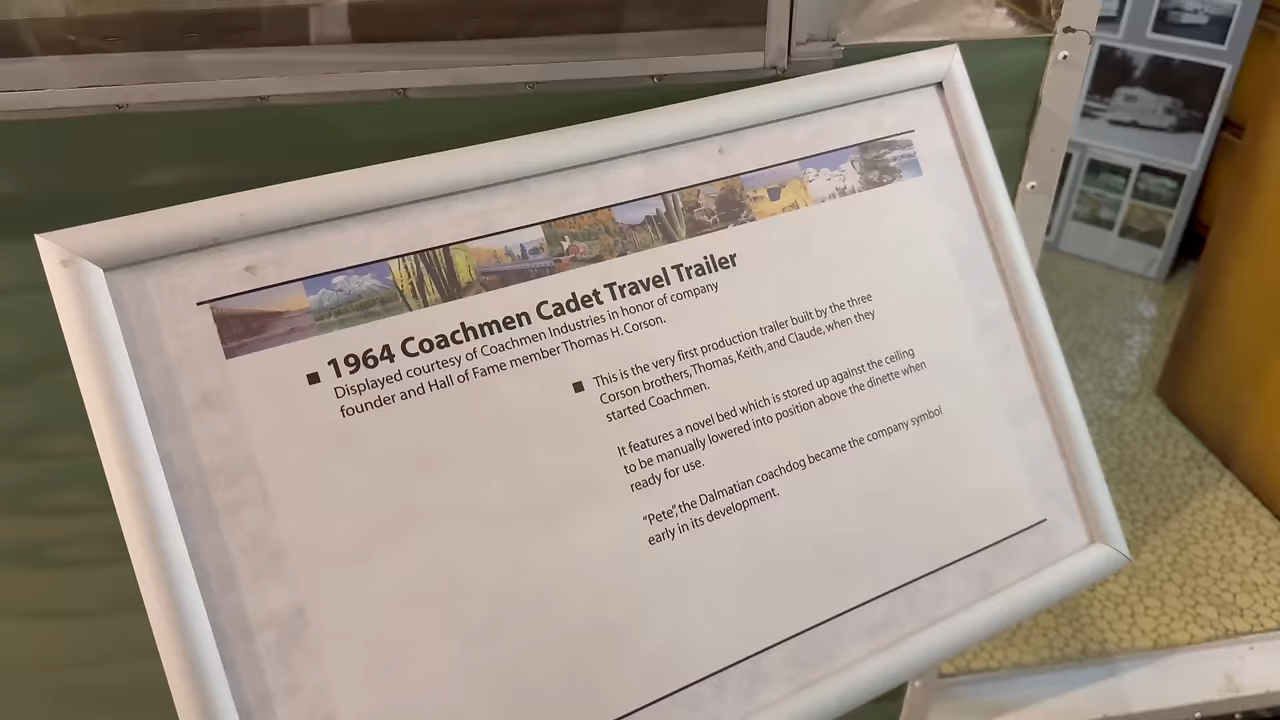 1964 Coachmen Cadet Travel Trailer
Displayed courtesy of Coachmen Industries in honor of company
founder and Hall of Fame member Thomas H. Corson.
This is the very first production trailer built by the three
Corson brothers, Thomas, Keith, and Claude, when they
started Coachmen.
It features a novel bed which is stored up against the ceiling
to be manually lowered into position above the dinette when
ready for use.
"Pete", the Dalmatian coachdog became the company symbol
early in its development.